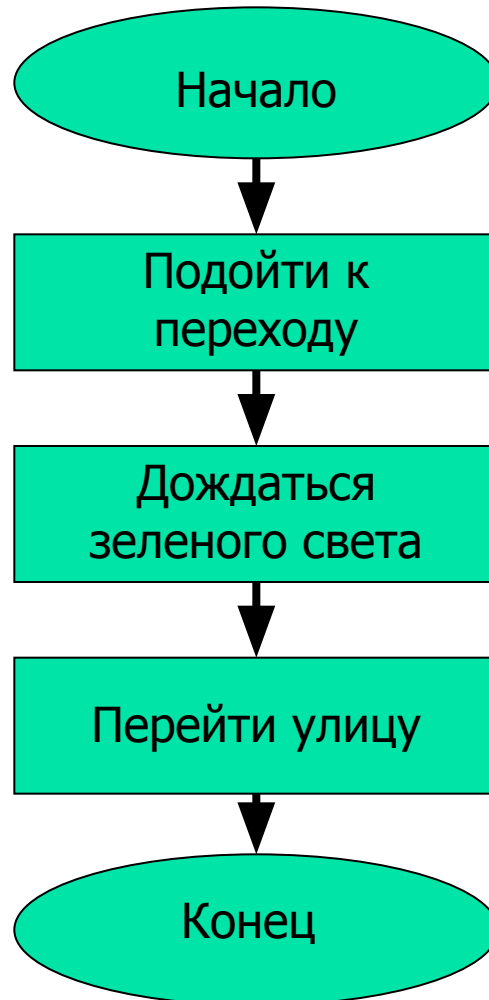 Начало
Подойти к
переходу
Дождаться
зеленого света
Перейти улицу
Конец